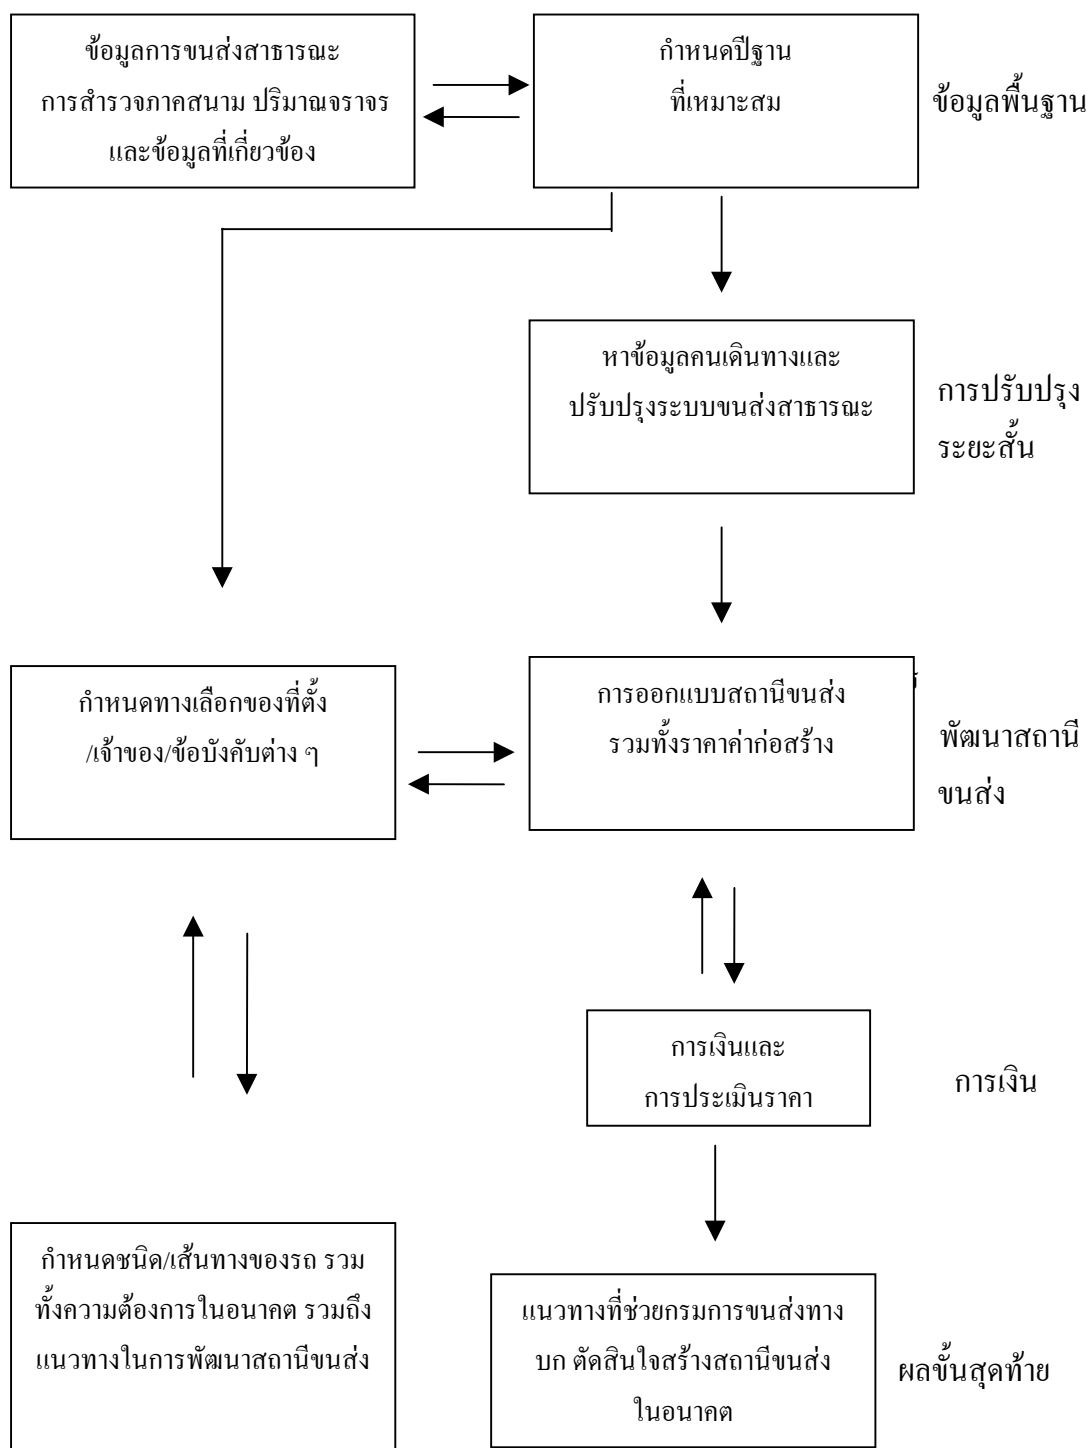 ข้อมูลการขนส่งสาธารณะ
การสำรวจภาคสนาม ปริมาณจราจร
และข้อมูลที่เกี่ยวข้อง
กำหนดปีฐาน
ที่เหมาะสม
ข้อมูลพื้นฐาน
หาข้อมูลคนเดินทางและ
ปรับปรุงระบบขนส่งสาธารณะ
การปรับปรุง
ระยะสั้น
กำหนดทางเลือกของที่ตั้ง
/เจ้าของ/ข้อบังคับต่าง ๆ
การออกแบบสถานีขนส่ง
รวมทั้งราคาค่าก่อสร้าง
พัฒนาสถานี
ขนส่ง
การเงินและ
การประเมินราคา
การเงิน
กำหนดชนิด/เส้นทางของรถ รวม
ทั้งความต้องการในอนาคต รวมถึง
แนวทางในการพัฒนาสถานีขนส่ง
แนวทางที่ช่วยกรมการขนส่งทาง
บก ตัดสินใจสร้างสถานีขนส่ง
ในอนาคต
ผลขั้นสุดท้าย